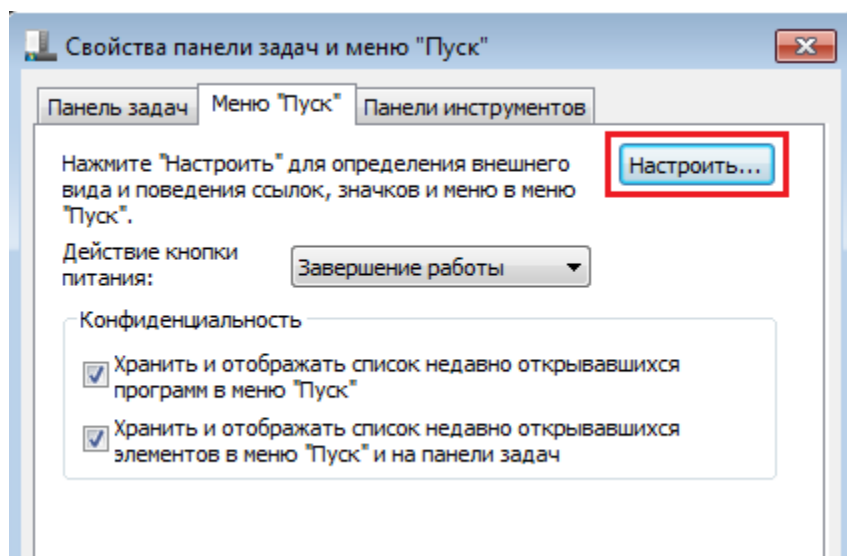 Свойства панели задач и меню "Пуск"
Панель задач Меню "Пуск" Панели инструментов
Нажмите "Настроить" для определения внешнего
вида и поведения ссылок, значков и меню в меню
"Пуск".
Настроить...
Действие кнопки
питания:
Завершение работы
Конфиденциальность
Хранить и отображать список недавно открывавшихся
программ в меню "Пуск"
Хранить и отображать список недавно открывавшихся
элементов в меню "Пуск" и на панели задач